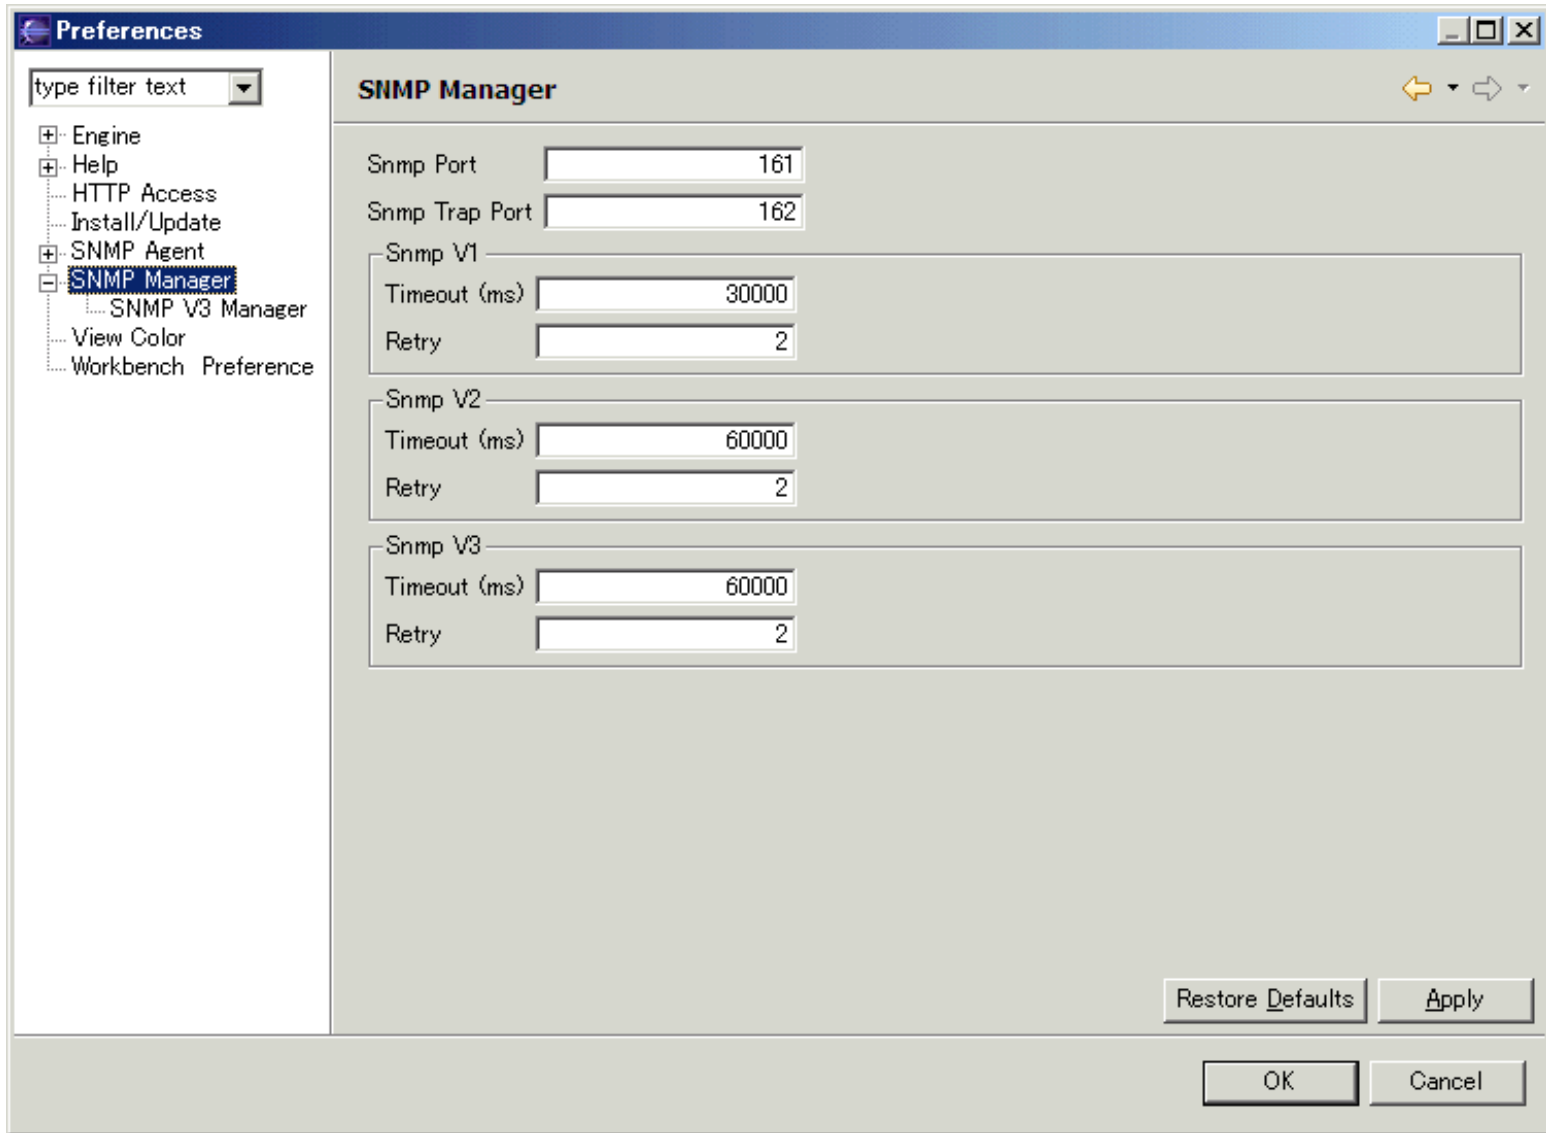 Preferences
type filter text
Engine
Help
HTTP Access
Install/Update
SNMP Agent
SNMP Manager
SNMP V3 Manager
View Color
Workbench Preference
SNMP Manager
Snmp Port 161
Snmp Trap Port 162
Snmp V1
Timeout (ms) 30000
Retry 2
Snmp V2
Timeout (ms) 60000
Retry 2
Snmp V3
Timeout (ms) 60000
Retry 2
Restore Defaults Apply
OK Cancel